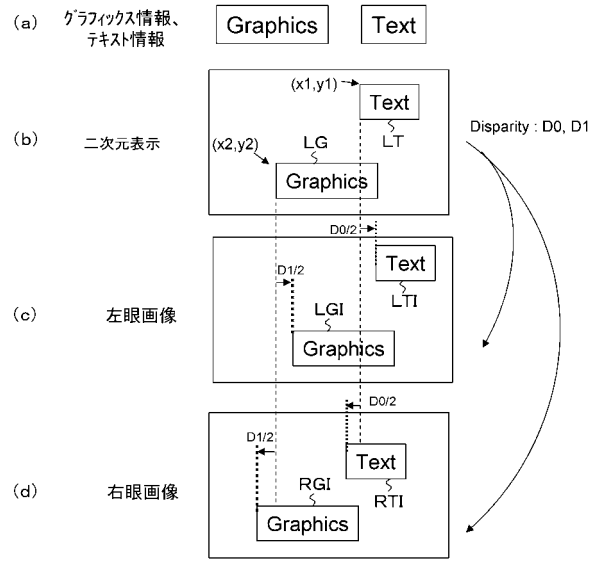 (a) グラフィックス情報、 Graphics Text
テキスト情報
(x1,y1)
Text
(b) 二次元表示 (x2,y2) LG LT Disparity : D0, D1
Graphics
D0/2
D1/2 Text
(c) 左眼画像 LGI LTI
Graphics
D0/2
D1/2
Text
(d) 右眼画像 RGI RTI
Graphics